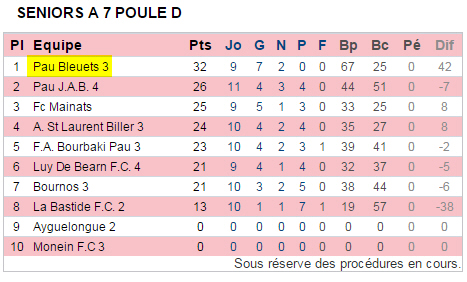 SENIORS A 7 POULE D
Pl Equipe Pts Jo G N P F Bp Bc Pé Dif
1 Pau Bleuets 3 32 9 7 2 0 0 67 25 0 42
2 Pau J.A.B. 4 26 11 4 3 4 0 44 51 0 -7
3 Fc Mainats 25 9 5 1 3 0 33 25 0 8
4 A. St Laurent Biller 3 24 10 4 2 4 0 35 27 0 8
5 F.A. Bourbaki Pau 3 23 10 4 2 3 1 39 41 0 -2
6 Luy De Bearn F.C. 4 21 9 4 1 4 0 32 37 0 -5
7 Bournos 3 21 10 3 2 5 0 38 44 0 -6
8 La Bastide F.C. 2 13 10 1 1 7 1 19 57 0 -38
9 Ayguelongue 2 0 0 0 0 0 0 0 0 0 0
10 Monein F.C 3 0 0 0 0 0 0 0 0 0 0
Sous réserve des procédures en cours.